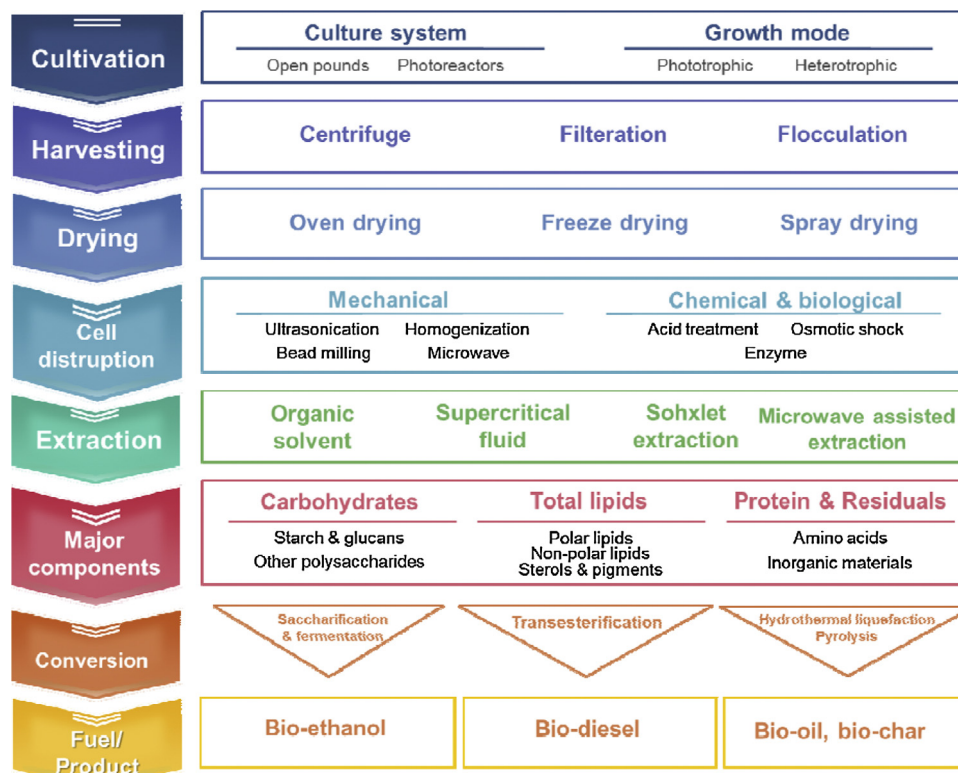 Cultivation
Culture system
Growth mode
Open pounds Photoreactors
Phototrophic Heterotrophic
Harvesting
Centrifuge Filteration Flocculation
Drying
Oven drying Freeze drying Spray drying
Cell
distruption
Mechanical
Ultrasonication Homogenization
Bead milling Microwave
Chemical & biological
Acid treatment Osmotic shock
Enzyme
Extraction
Organic
solvent
Supercritical
fluid
Sohxlet
extraction
Microwave assisted
extraction
Major
components
Carbohydrates
Starch & glucans
Other polysaccharides
Total lipids
Polar lipids
Non-polar lipids
Sterols & pigments
Protein & Residuals
Amino acids
Inorganic materials
Conversion
Saccharification
& fermentation
Transesterification
Hydrothermal liquefaction
Pyrolysis
Fuel/
Product
Bio-ethanol
Bio-diesel
Bio-oil, bio-char